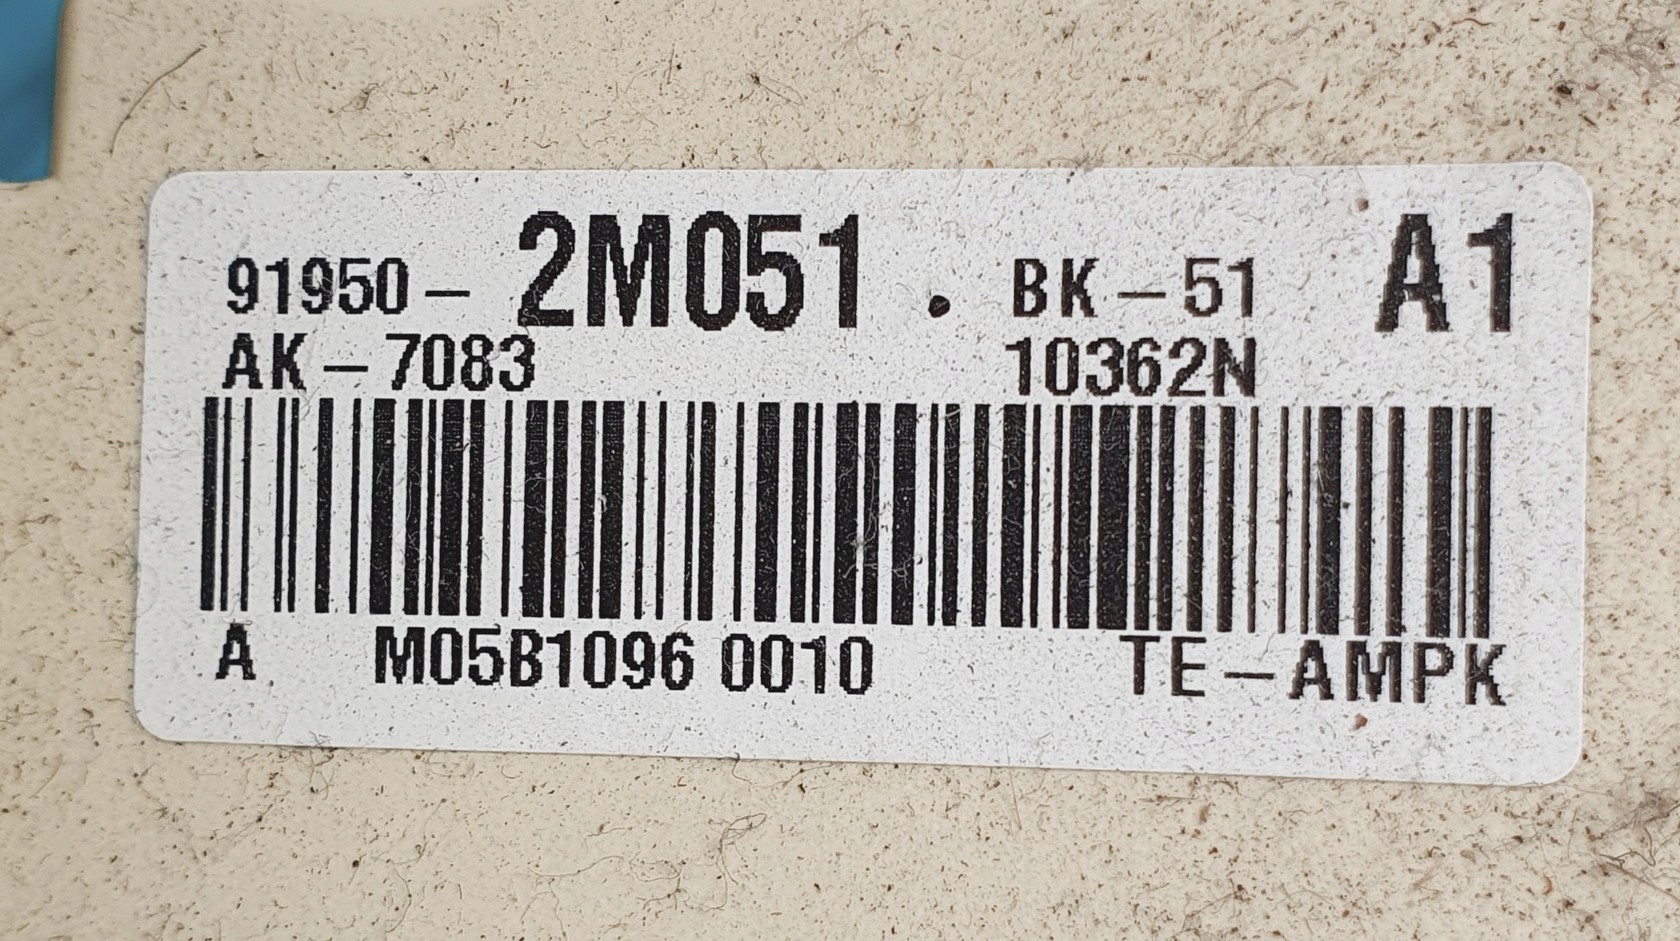 91950-2M051. BK-51 A1
AK-7083 10362N
A M05B1096 0010 TE-AMPK